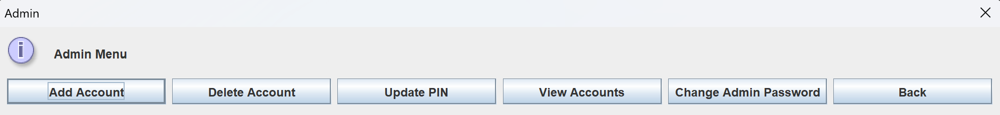 Admin
Admin Menu
Add Account Delete Account Update PIN View Accounts Change Admin Password Back